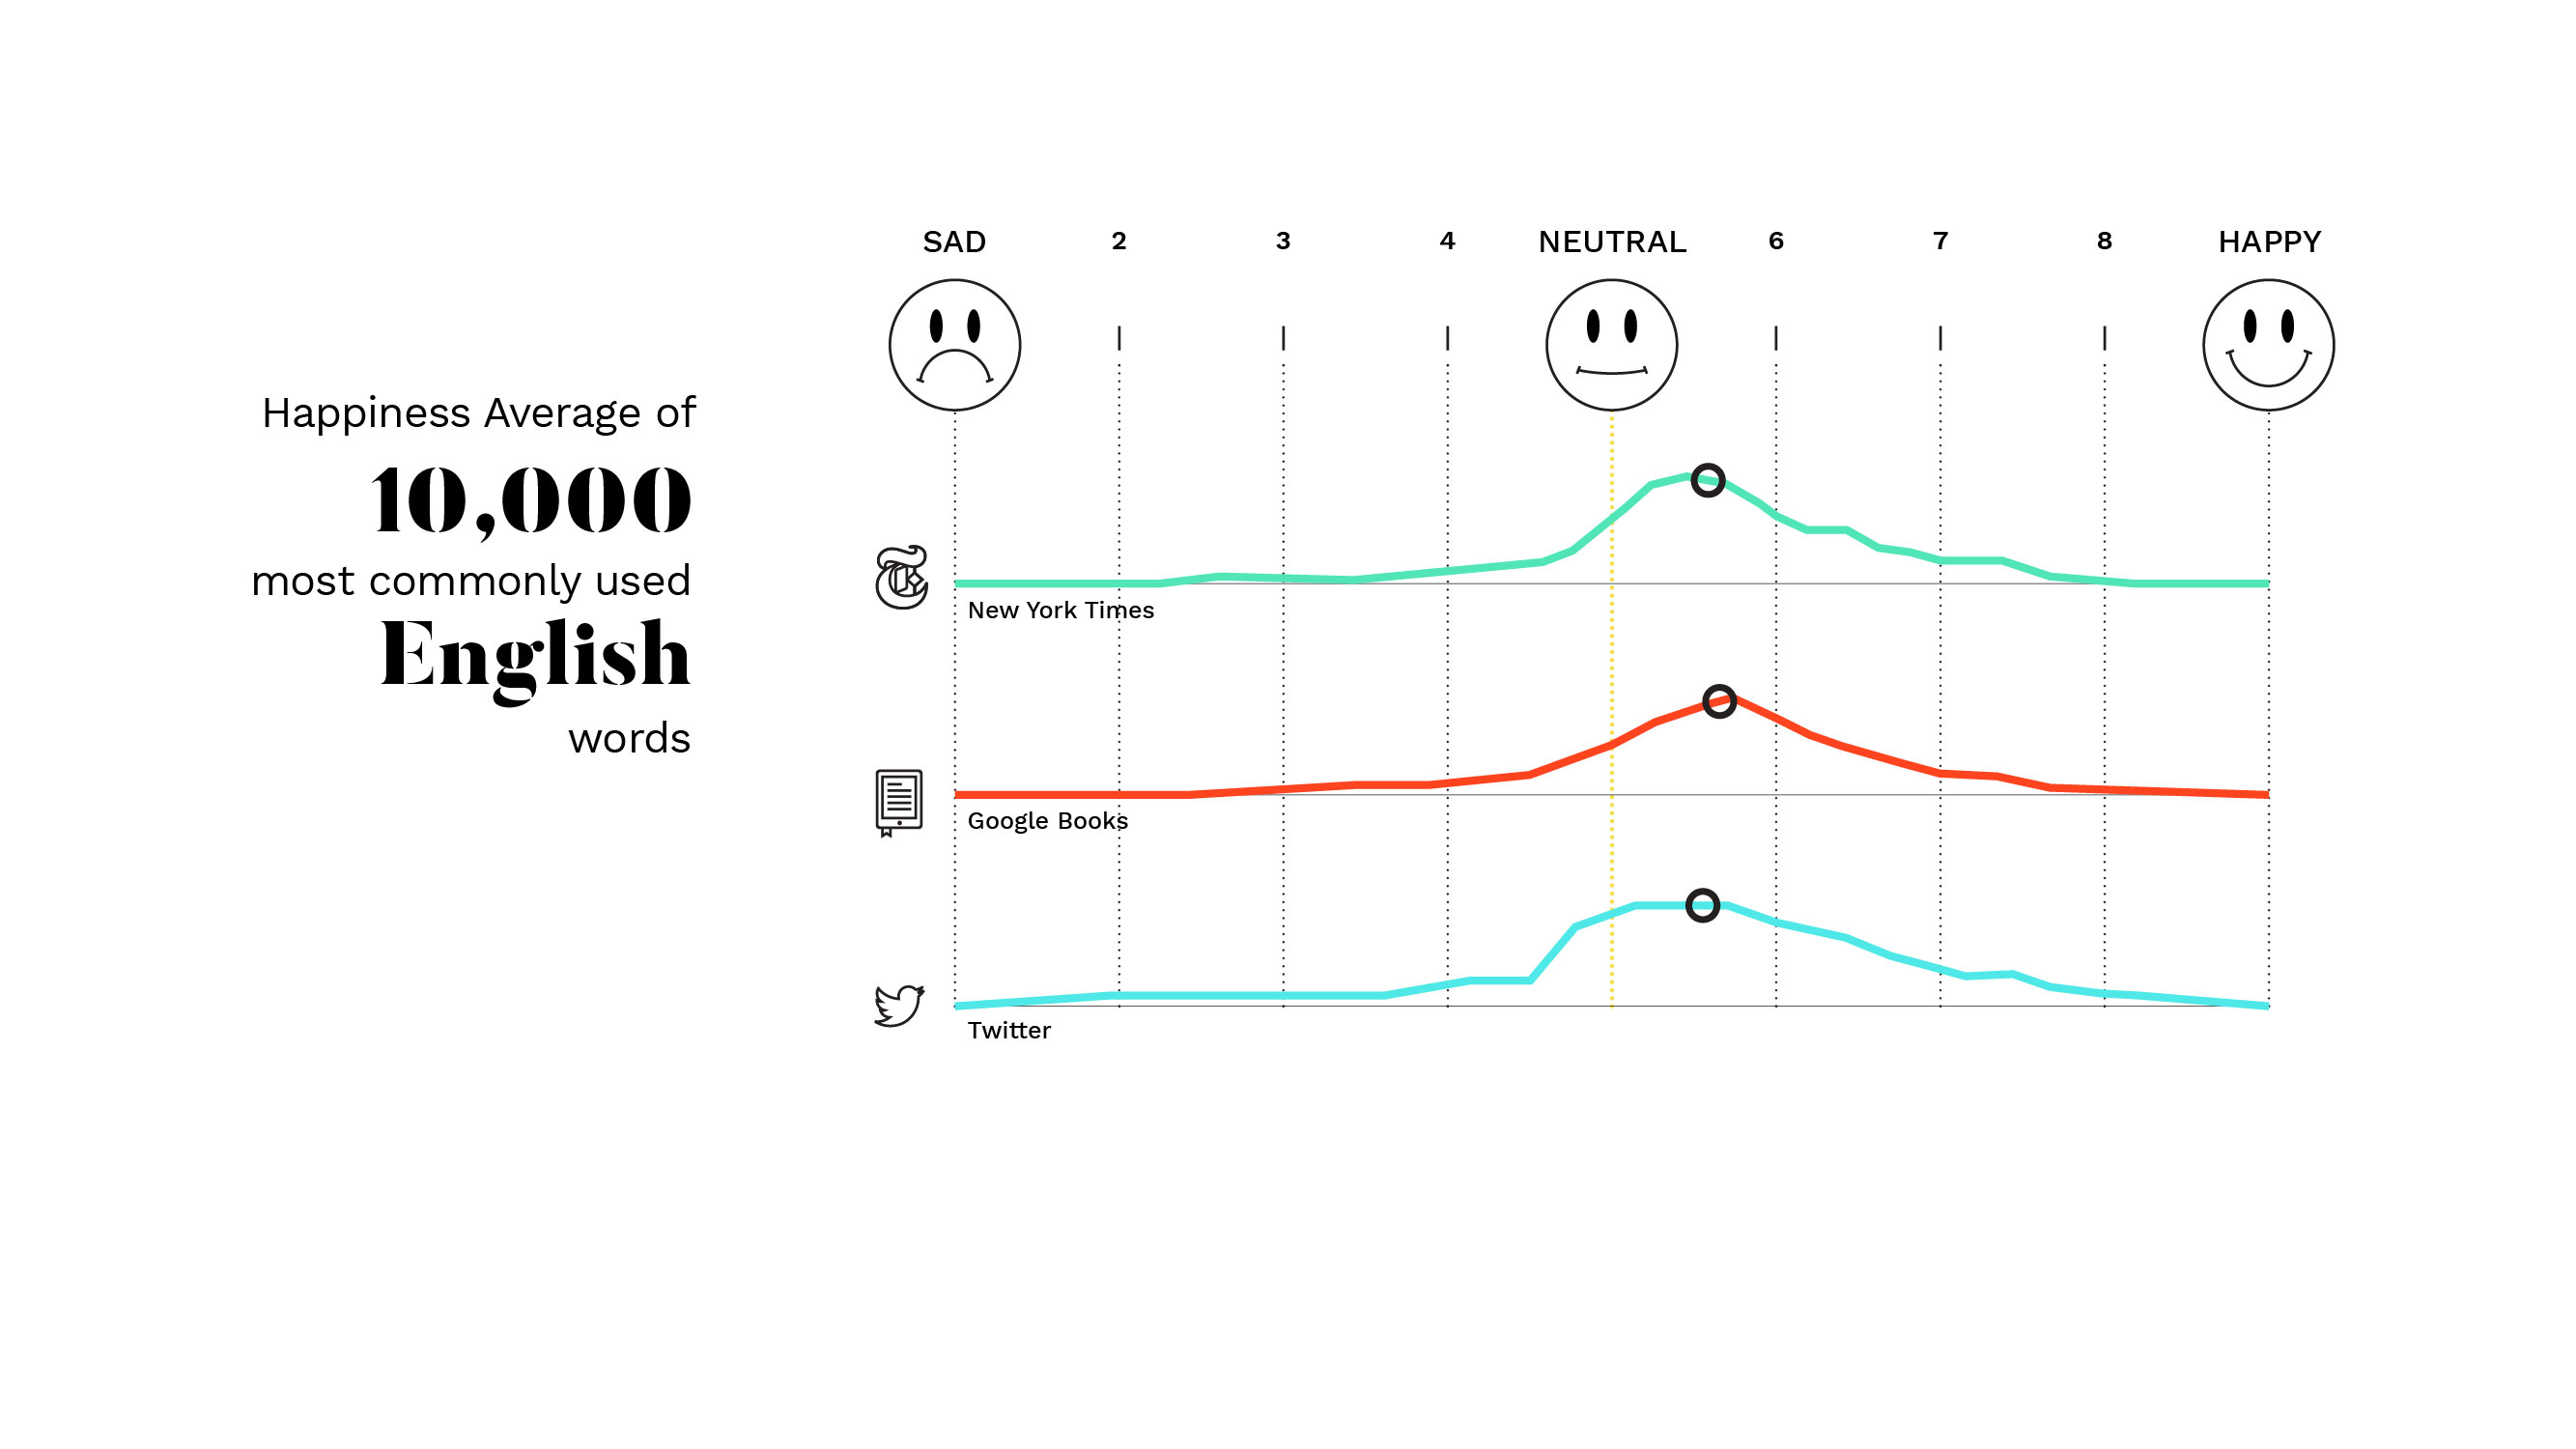 Happiness Average of
10,000
most commonly used
English
words
SAD 2 3 4 NEUTRAL 6 7 8 HAPPY
New York Times
Google Books
Twitter